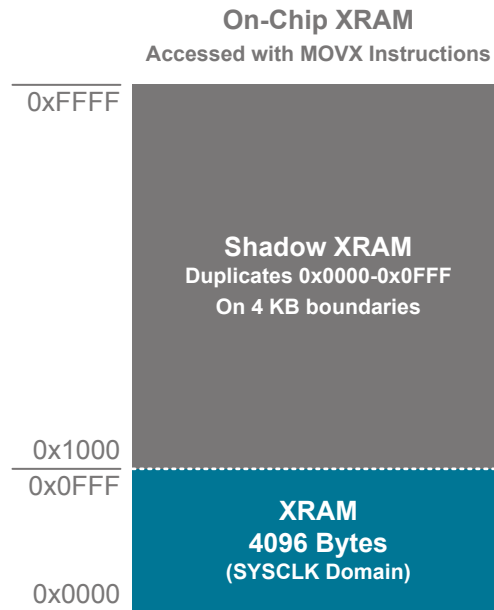 On-Chip XRAM
Accessed with MOVX Instructions
0xFFFF
Shadow XRAM
Duplicates 0x0000-0x0FFF
On 4 KB boundaries
0x1000
0x0FFF
XRAM
4096 Bytes
(SYSCLK Domain)
0x0000